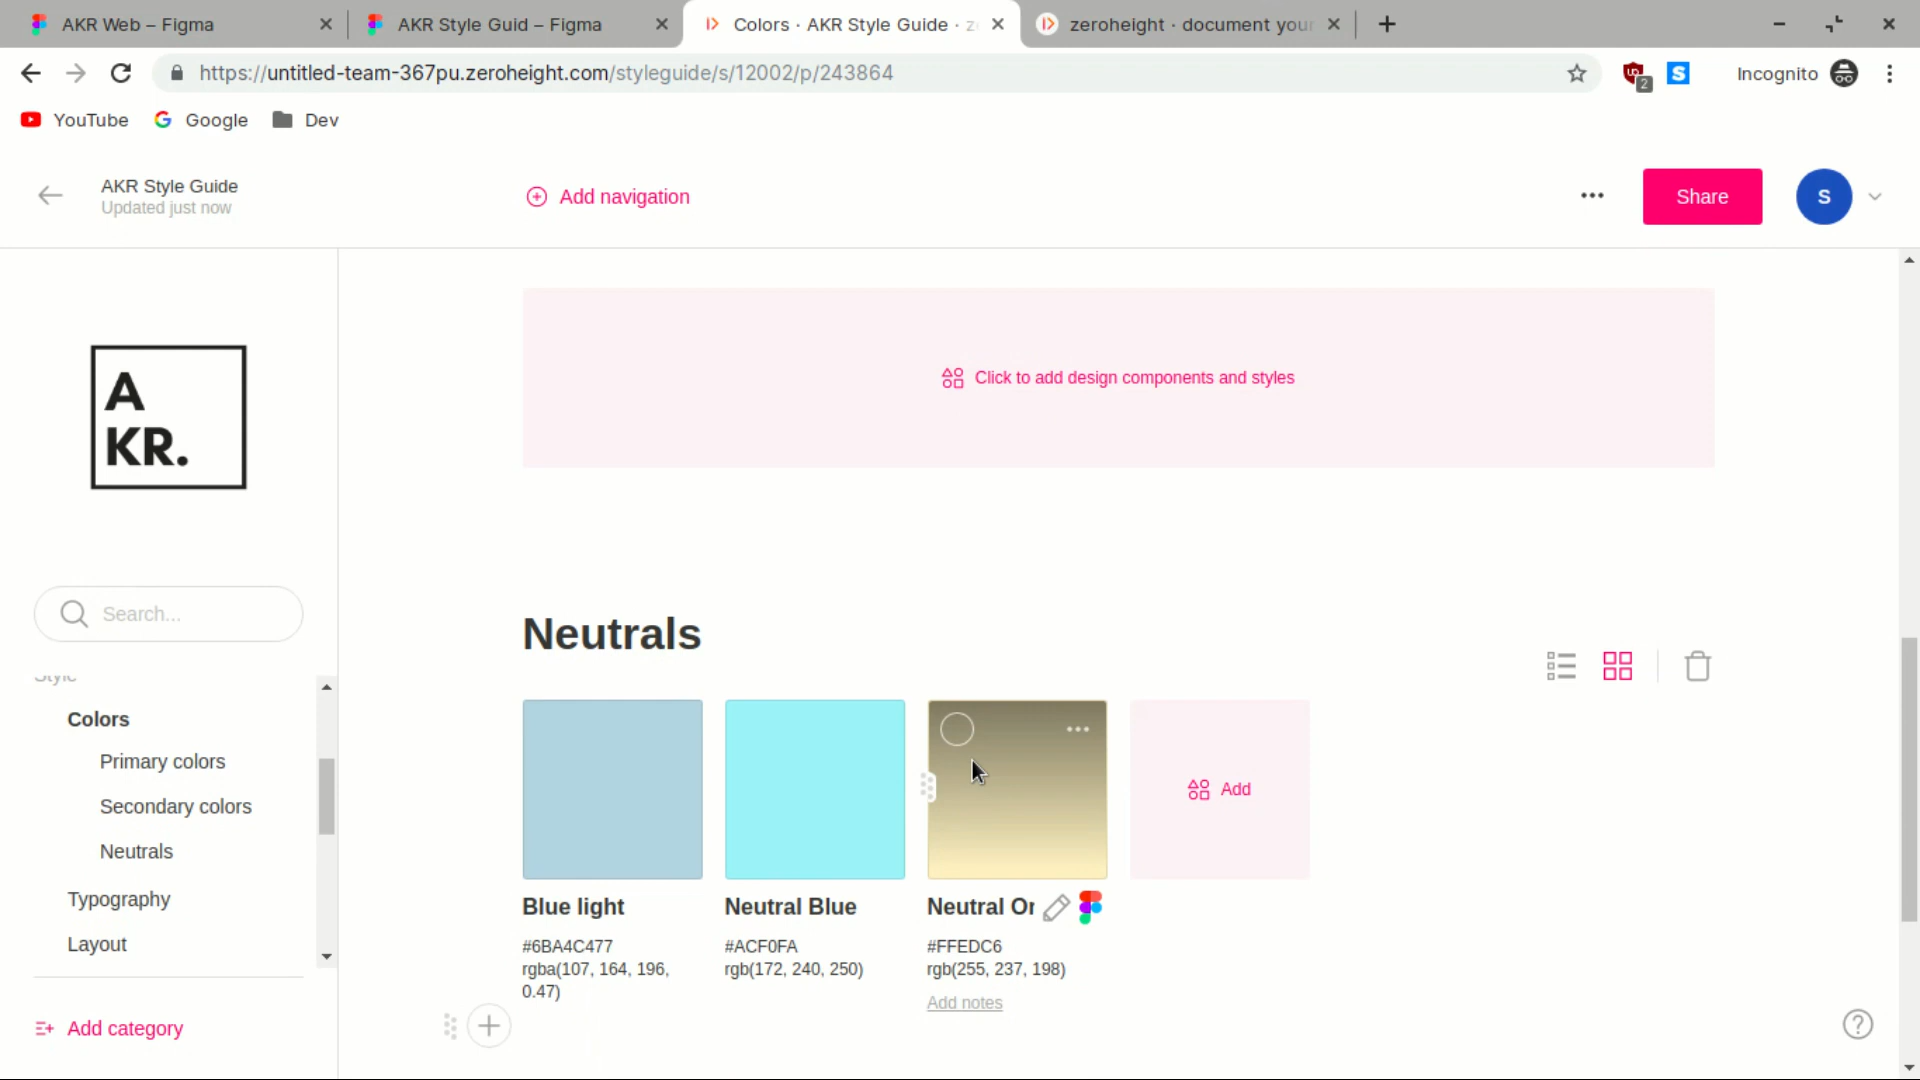 AKR Web – Figma
AKR Style Guid – Figma
Colors · AKR Style Guide ·
zeroheight · document your
https://untitled-team-367pu.zeroheight.com/styleguide/s/12002/p/243864
2
S
Incognito
YouTube
Google
Dev
AKR Style Guide
Updated just now
Add navigation
Share
S
A
KR.
Click to add design components and styles
Search...
Style
Colors
Primary colors
Secondary colors
Neutrals
Typography
Layout
Add category
Neutrals
Add
Blue light
#6BA4C477
rgba(107, 164, 196,
0.47)
Neutral Blue
#ACF0FA
rgb(172, 240, 250)
Neutral Or
#FFEDC6
rgb(255, 237, 198)
Add notes